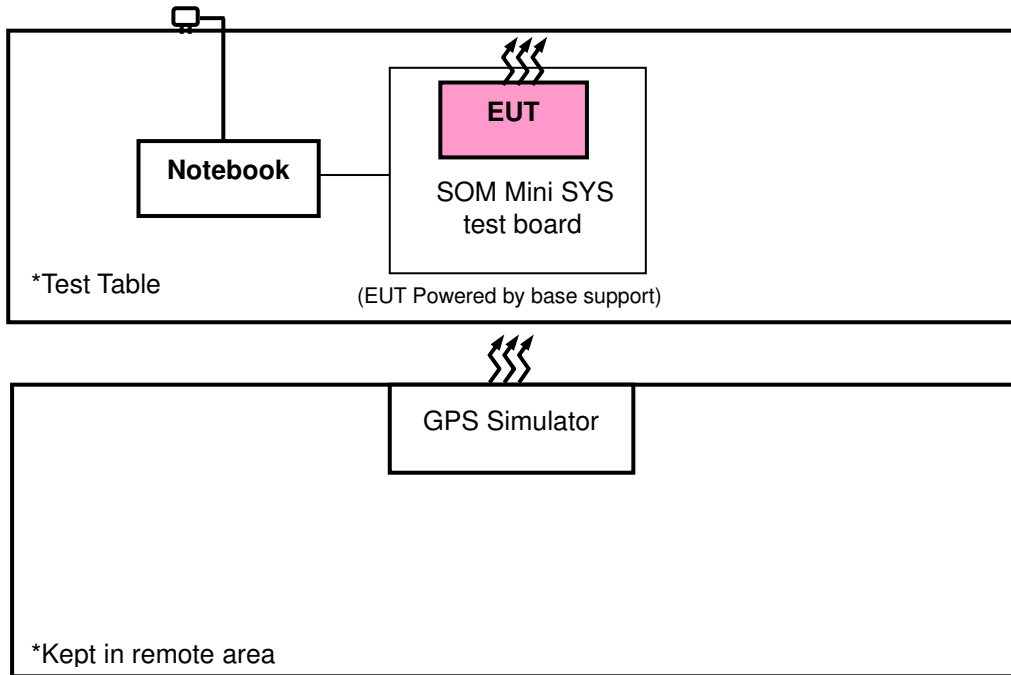 EUT
Notebook
SOM Mini SYS
test board
*Test Table
(EUT Powered by base support)
GPS Simulator
*Kept in remote area